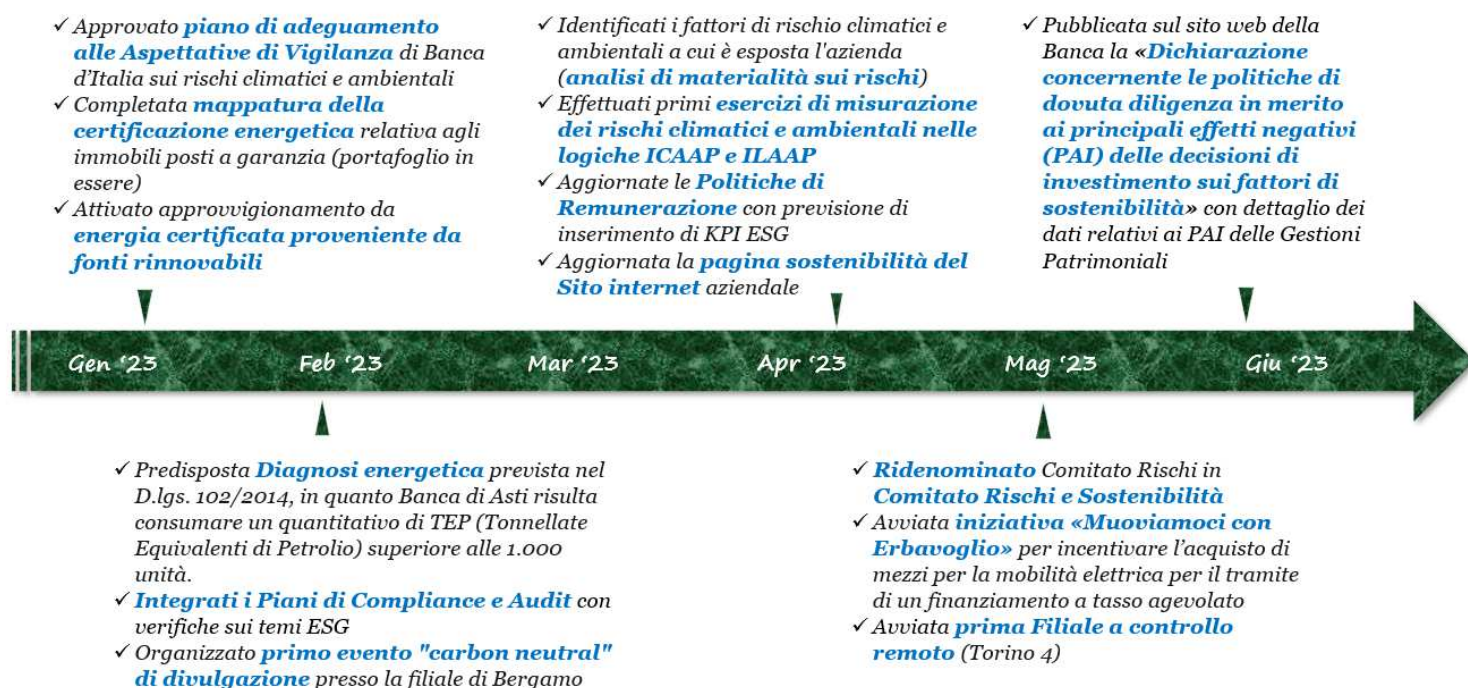 ✓ Approvato piano di adeguamento
alle Aspettative di Vigilanza di Banca
d'Italia sui rischi climatici e ambientali
✓ Completata mappatura della
certificazione energetica relativa agli
immobili posti a garanzia (portafoglio in
essere)
✓ Attivato approvvigionamento da
energia certificata proveniente da
fonti rinnovabili
✓ Identificati i fattori di rischio climatici e
ambientali a cui è esposta l'azienda
(analisi di materialità sui rischi)
✓ Effettuati primi esercizi di misurazione
dei rischi climatici e ambientali nelle
logiche ICAAP e ILAAP
✓ Aggiornate le Politiche di
Remunerazione con previsione di
inserimento di KPI ESG
✓ Aggiornata la pagina sostenibilità del
Sito internet aziendale
✓ Pubblicata sul sito web della
Banca la «Dichiarazione
concernente le politiche di
dovuta diligenza in merito
ai principali effetti negativi
(PAI) delle decisioni di
investimento sui fattori di
sostenibilità» con dettaglio dei
dati relativi ai PAI delle Gestioni
Patrimoniali
Gen '23 Feb '23 Mar '23 Apr '23 Mag '23 Giu '23
✓ Predisposta Diagnosi energetica prevista nel
D.lgs. 102/2014, in quanto Banca di Asti risulta
consumare un quantitativo di TEP (Tonnellate
Equivalenti di Petrolio) superiore alle 1.000
unità.
✓ Integrati i Piani di Compliance e Audit con
verifiche sui temi ESG
✓ Organizzato primo evento "carbon neutral"
di divulgazione presso la filiale di Bergamo
✓ Ridenominato Comitato Rischi in
Comitato Rischi e Sostenibilità
✓ Avviata iniziativa «Muoviamoci con
Erbavoglio» per incentivare l'acquisto di
mezzi per la mobilità elettrica per il tramite
di un finanziamento a tasso agevolato
✓ Avviata prima Filiale a controllo
remoto (Torino 4)